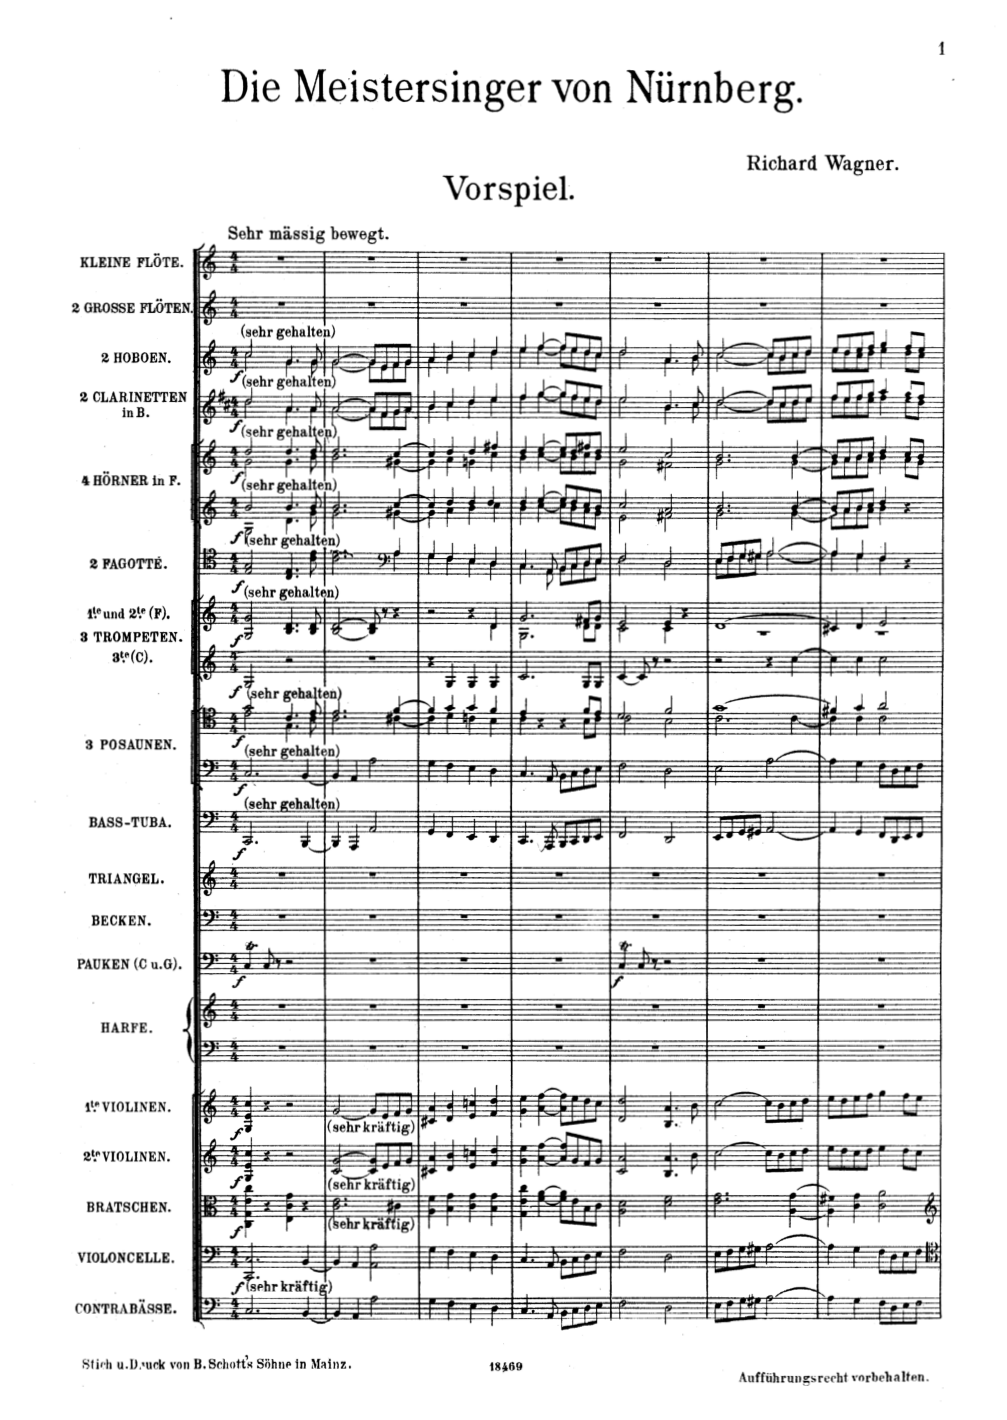 1
Die Meistersinger von Nürnberg.
Richard Wagner.
Vorspiel.
Sehr mässig bewegt.
KLEINE FLÖTE.
2 GROSSE FLÖTEN.
(sehr gehalten)
2 HOBOEN.
f (sehr gehalten)
2 CLARINETTEN
in B.
f (sehr gehalten)
4 HÖRNER in F.
f (sehr gehalten)
f (sehr gehalten)
2 FAGOTTE.
f (sehr gehalten)
1te und 2te (F).
3 TROMPETEN.
f
3te (C).
f (sehr gehalten)
3 POSAUNEN.
f (sehr gehalten)
f
(sehr gehalten)
BASS-TUBA.
f
TRIANGEL.
BECKEN.
PAUKEN (C u. G).
f f
HARFE.
1te VIOLINEN.
f (sehr kräftig)
2te VIOLINEN.
f (sehr kräftig)
BRATSCHEN.
f (sehr kräftig)
VIOLONCELLE.
f (sehr kräftig)
CONTRABÄSSE.
Stich u. Druck von B. Schott's Söhne in Mainz.
18469
Aufführungsrecht vorbehalten.